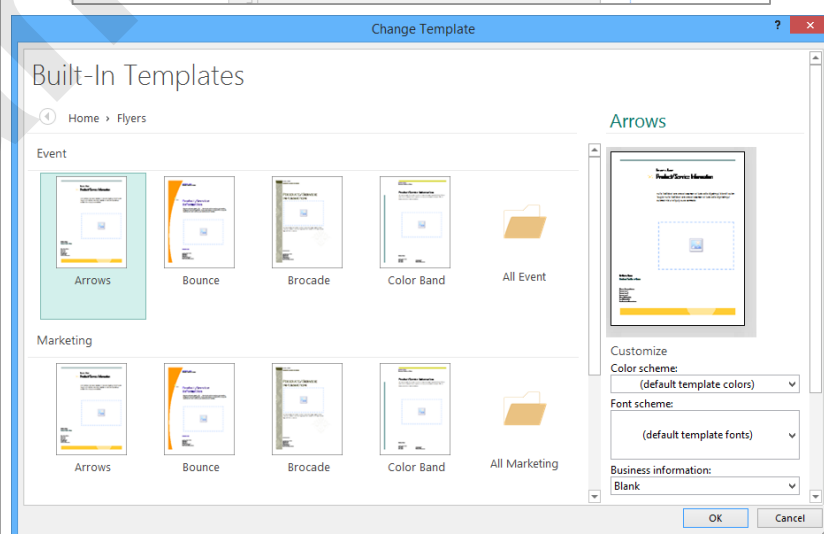 Change Template
?
Built-In Templates
Home › Flyers
Arrows
Event
Arrows
Bounce
Brocade
Color Band
All Event
Marketing
Arrows
Bounce
Brocade
Color Band
All Marketing
Customize
Color scheme:
(default template colors)
Font scheme:
(default template fonts)
Business information:
Blank
OK
Cancel